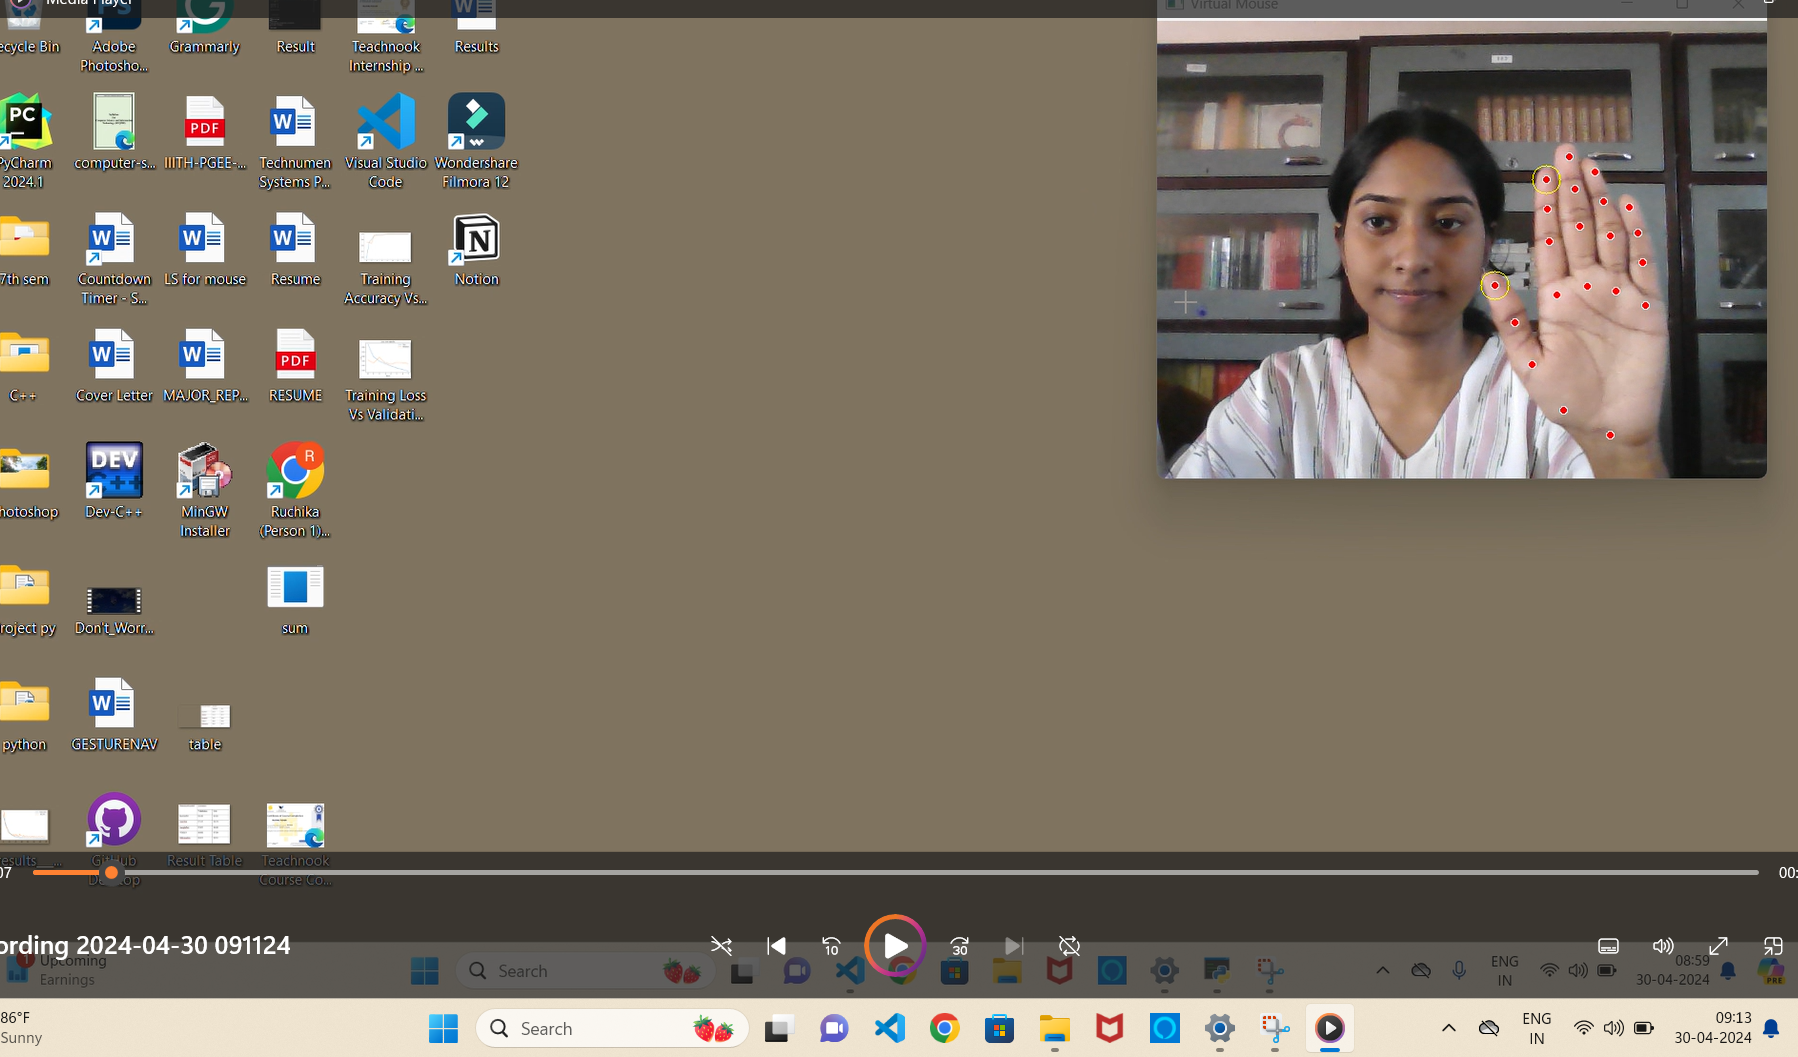 Media Player
Virtual Mouse
ecycle Bin
Adobe
Photosho...
Grammarly
Result
Teachnook
Internship ...
Results
PyCharm
2024.1
computer-s...
IIITH-PGEE-...
Technumen
Systems P...
Visual Studio
Code
Wondershare
Filmora 12
7th sem
Countdown
Timer - S...
LS for mouse
Resume
Training
Accuracy Vs...
Notion
C++
Cover Letter
MAJOR_REP...
RESUME
Training Loss
Vs Validati...
hotoshop
Dev-C++
MinGW
Installer
Ruchika
(Person 1)...
roject py
Don't_Worr...
sum
python
GESTURENAV
table
esults__...
GitHub
Desktop
Result Table
Teachnook
Course Co...
07
00:
ording 2024-04-30 091124
10
30
Upcoming
Earnings
Search
ENG
IN
08:59
30-04-2024
PRE
86°F
Sunny
Search
ENG
IN
09:13
30-04-2024